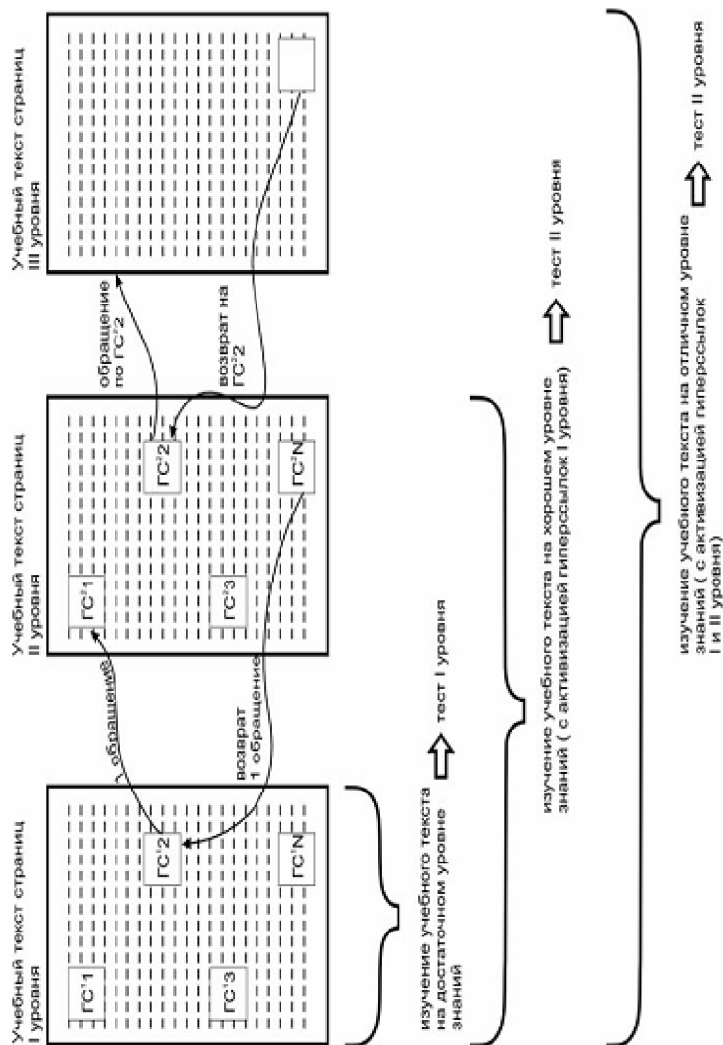 Учебный текст страниц
I уровня
ГС¹1
ГС¹2
ГС¹3
ГС¹N
1 обращение
возврат
1 обращение
Учебный текст страниц
II уровня
ГС²1
ГС²2
ГС²3
ГС²N
обращение
по ГС²2
возврат на
ГС²2
Учебный текст страниц
III уровня
изучение учебного текста
на достаточном уровне
знаний
тест I уровня
изучение учебного текста на хорошем уровне
знаний ( с активизацией гиперссылок I уровня)
тест II уровня
изучение учебного текста на отличном уровне
знаний ( с активизацией гиперссылок
I и II уровня)
тест II уровня